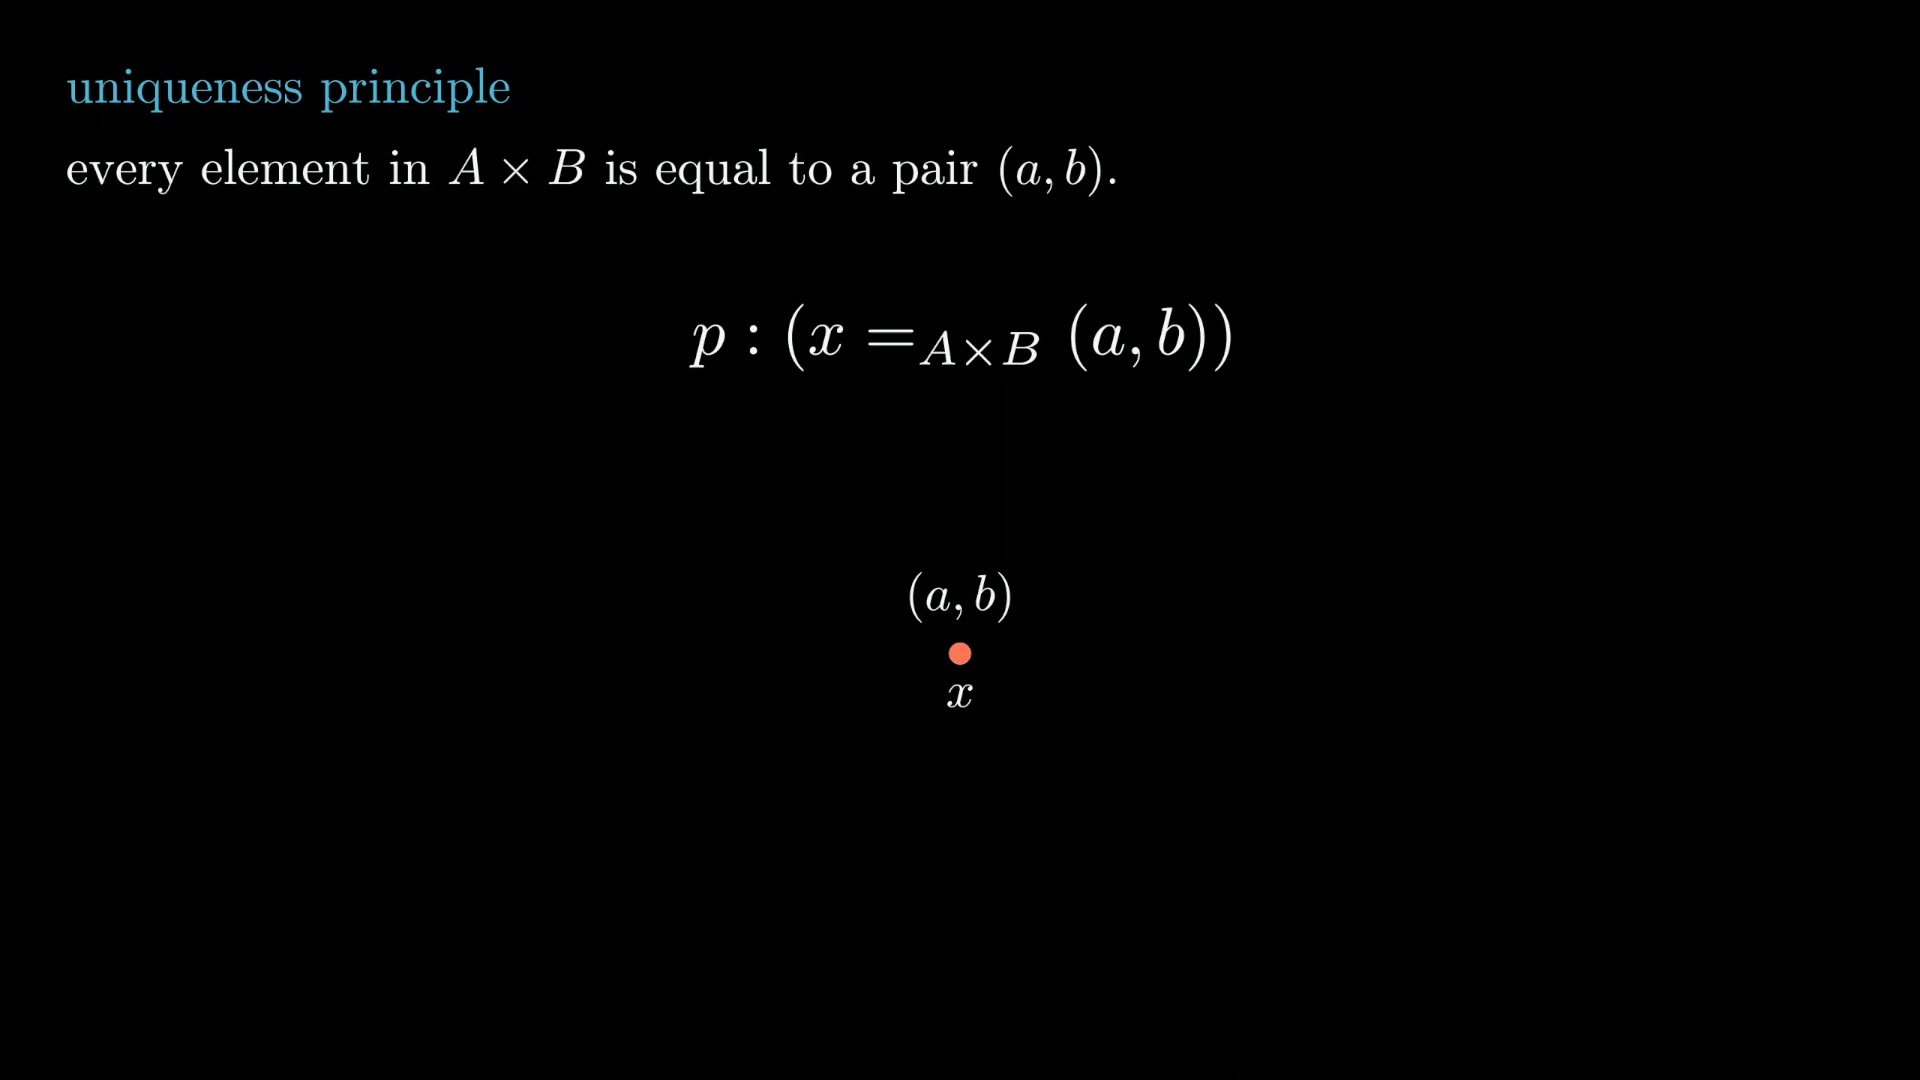 uniqueness principle
every element in A × B is equal to a pair (a, b).
p : (x =_{A×B} (a, b))
(a, b)
x